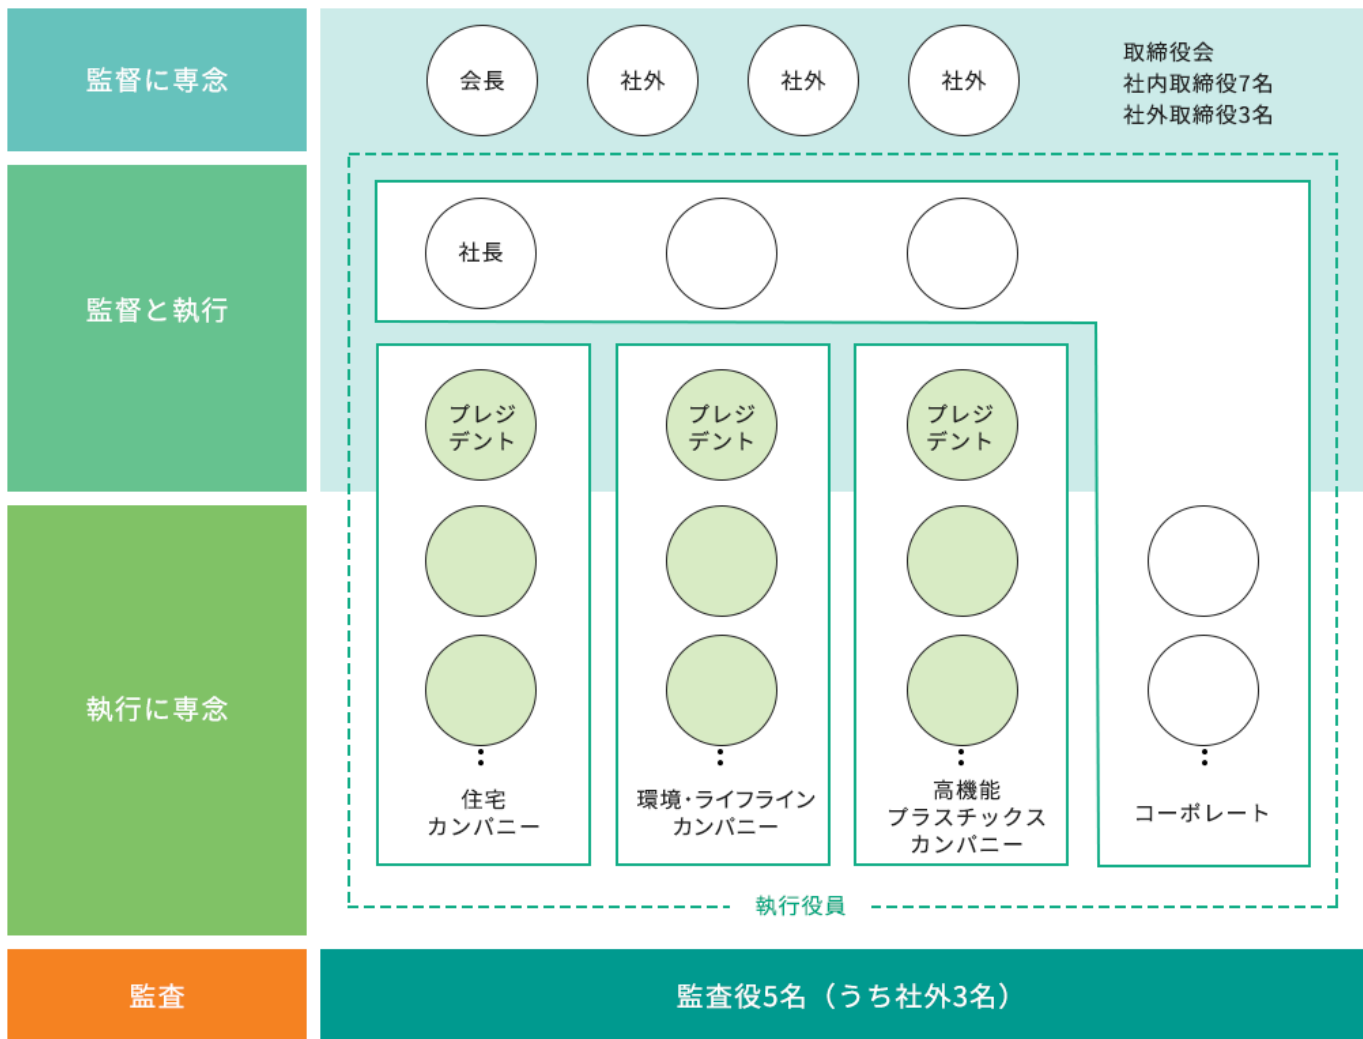 監督に専念
会長
社外
社外
社外
取締役会
社内取締役7名
社外取締役3名
監督と執行
社長
プレジ
デント
プレジ
デント
プレジ
デント
執行に専念
住宅
カンパニー
環境・ライフライン
カンパニー
高機能
プラスチックス
カンパニー
コーポレート
執行役員
監査
監査役5名（うち社外3名）